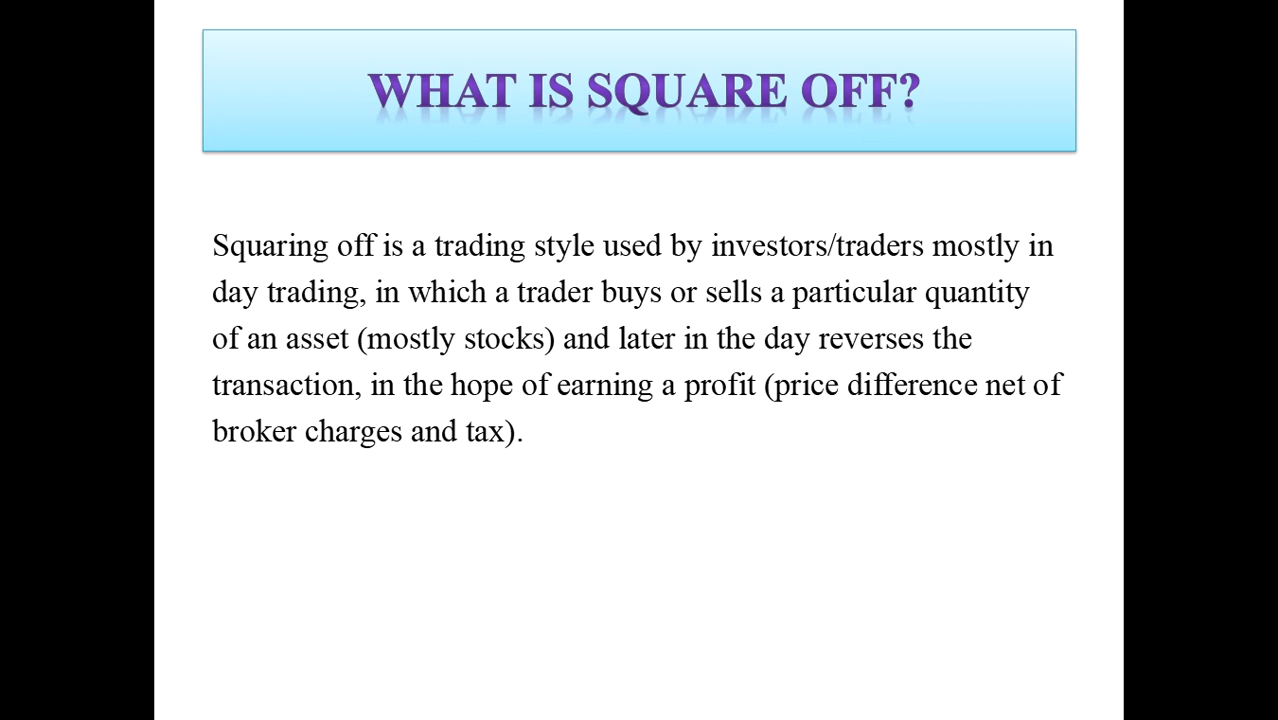 WHAT IS SQUARE OFF?
Squaring off is a trading style used by investors/traders mostly in
day trading, in which a trader buys or sells a particular quantity
of an asset (mostly stocks) and later in the day reverses the
transaction, in the hope of earning a profit (price difference net of
broker charges and tax).